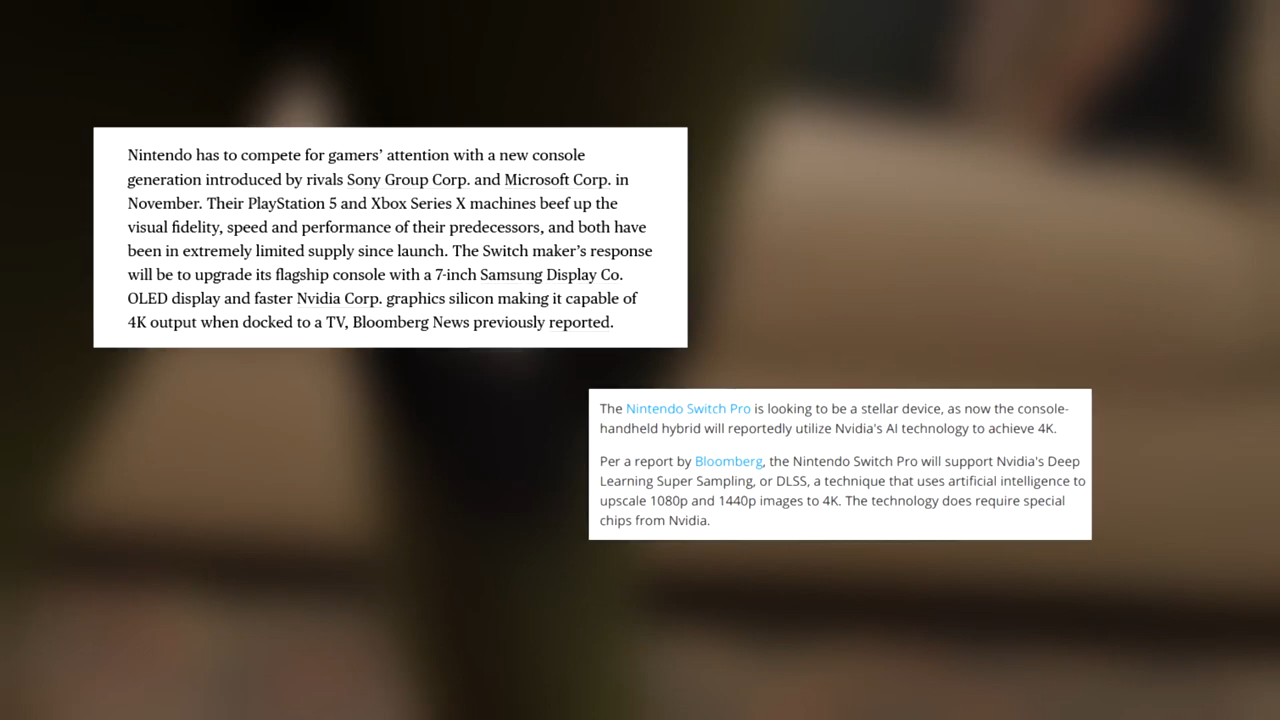 Nintendo has to compete for gamers’ attention with a new console
generation introduced by rivals Sony Group Corp. and Microsoft Corp. in
November. Their PlayStation 5 and Xbox Series X machines beef up the
visual fidelity, speed and performance of their predecessors, and both have
been in extremely limited supply since launch. The Switch maker’s response
will be to upgrade its flagship console with a 7-inch Samsung Display Co.
OLED display and faster Nvidia Corp. graphics silicon making it capable of
4K output when docked to a TV, Bloomberg News previously reported.
The Nintendo Switch Pro is looking to be a stellar device, as now the console-
handheld hybrid will reportedly utilize Nvidia's AI technology to achieve 4K.
Per a report by Bloomberg, the Nintendo Switch Pro will support Nvidia's Deep
Learning Super Sampling, or DLSS, a technique that uses artificial intelligence to
upscale 1080p and 1440p images to 4K. The technology does require special
chips from Nvidia.